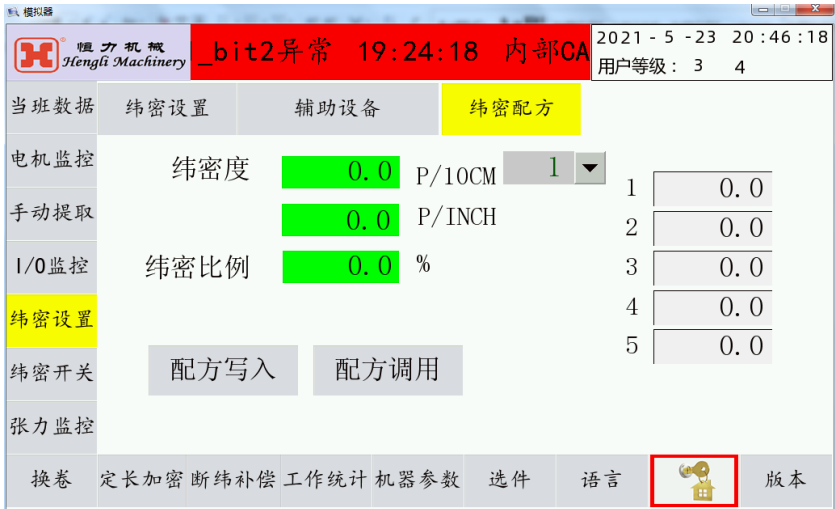 模拟器
恒力机械
Hengli Machinery
_bit2异常 19:24:18 内部CA
2021-5-23 20:46:18
用户等级: 3 4
当班数据
纬密设置 辅助设备 纬密配方
电机监控
手动提取
I/O监控
纬密设置
纬密开关
张力监控
纬密度 0.0 P/10CM 1
0.0 P/INCH
纬密比例 0.0 %
1 0.0
2 0.0
3 0.0
4 0.0
5 0.0
配方写入 配方调用
换卷 定长加密 断纬补偿 工作统计 机器参数 选件 语言 版本